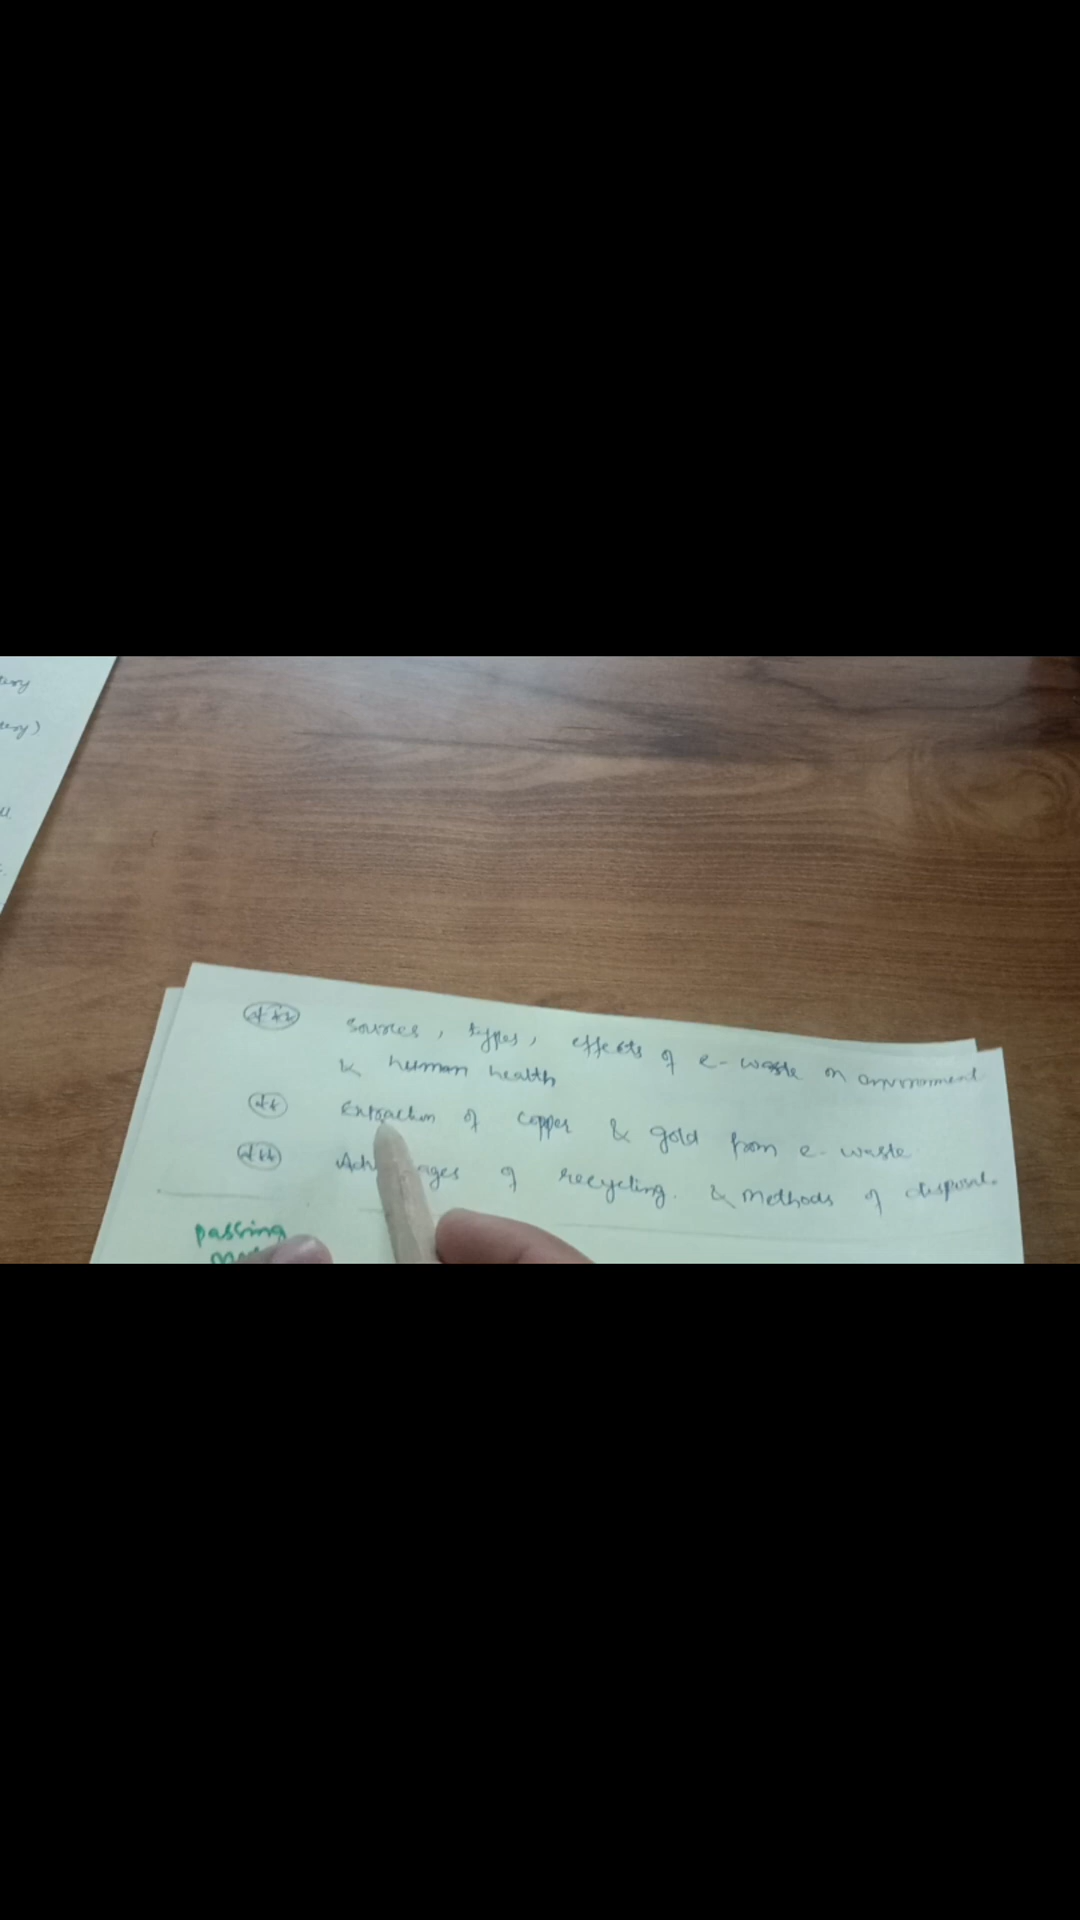 sources, types, effects of e-waste on environment
& human health
Extraction of copper & gold from e-waste
of recycling. & methods of disposal.
passing